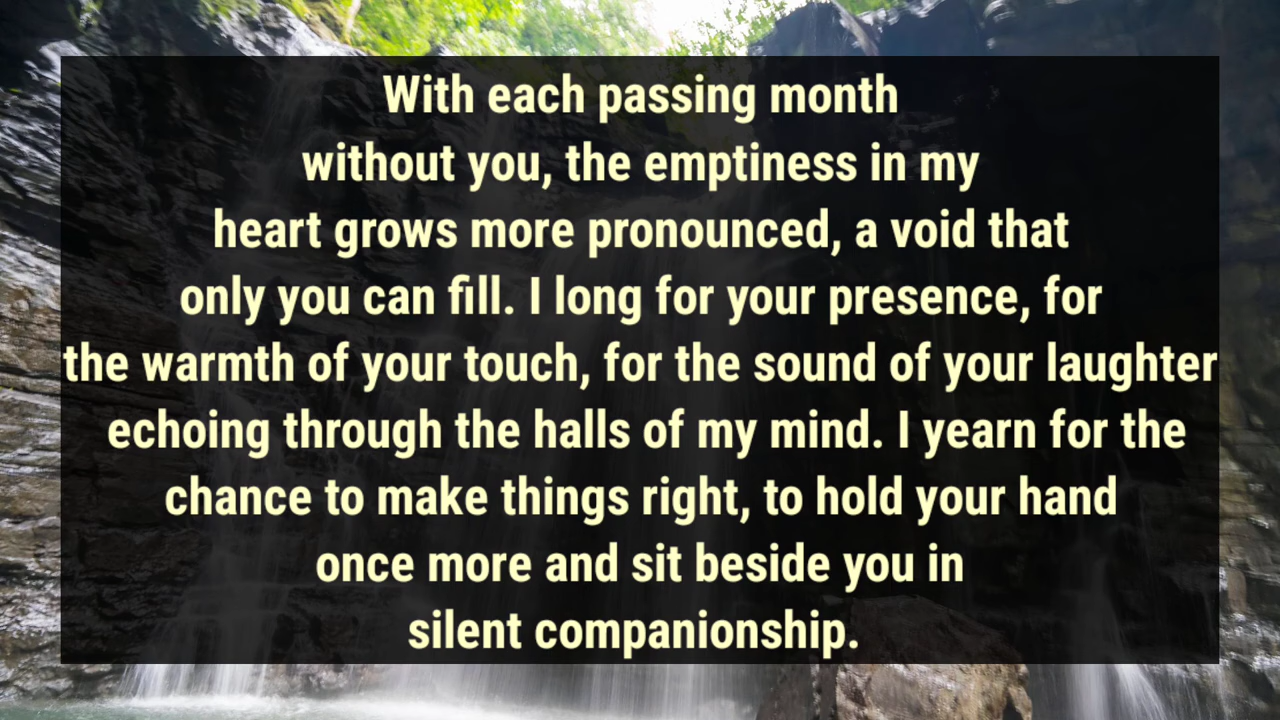 With each passing month
without you, the emptiness in my
heart grows more pronounced, a void that
only you can fill. I long for your presence, for
the warmth of your touch, for the sound of your laughter
echoing through the halls of my mind. I yearn for the
chance to make things right, to hold your hand
once more and sit beside you in
silent companionship.